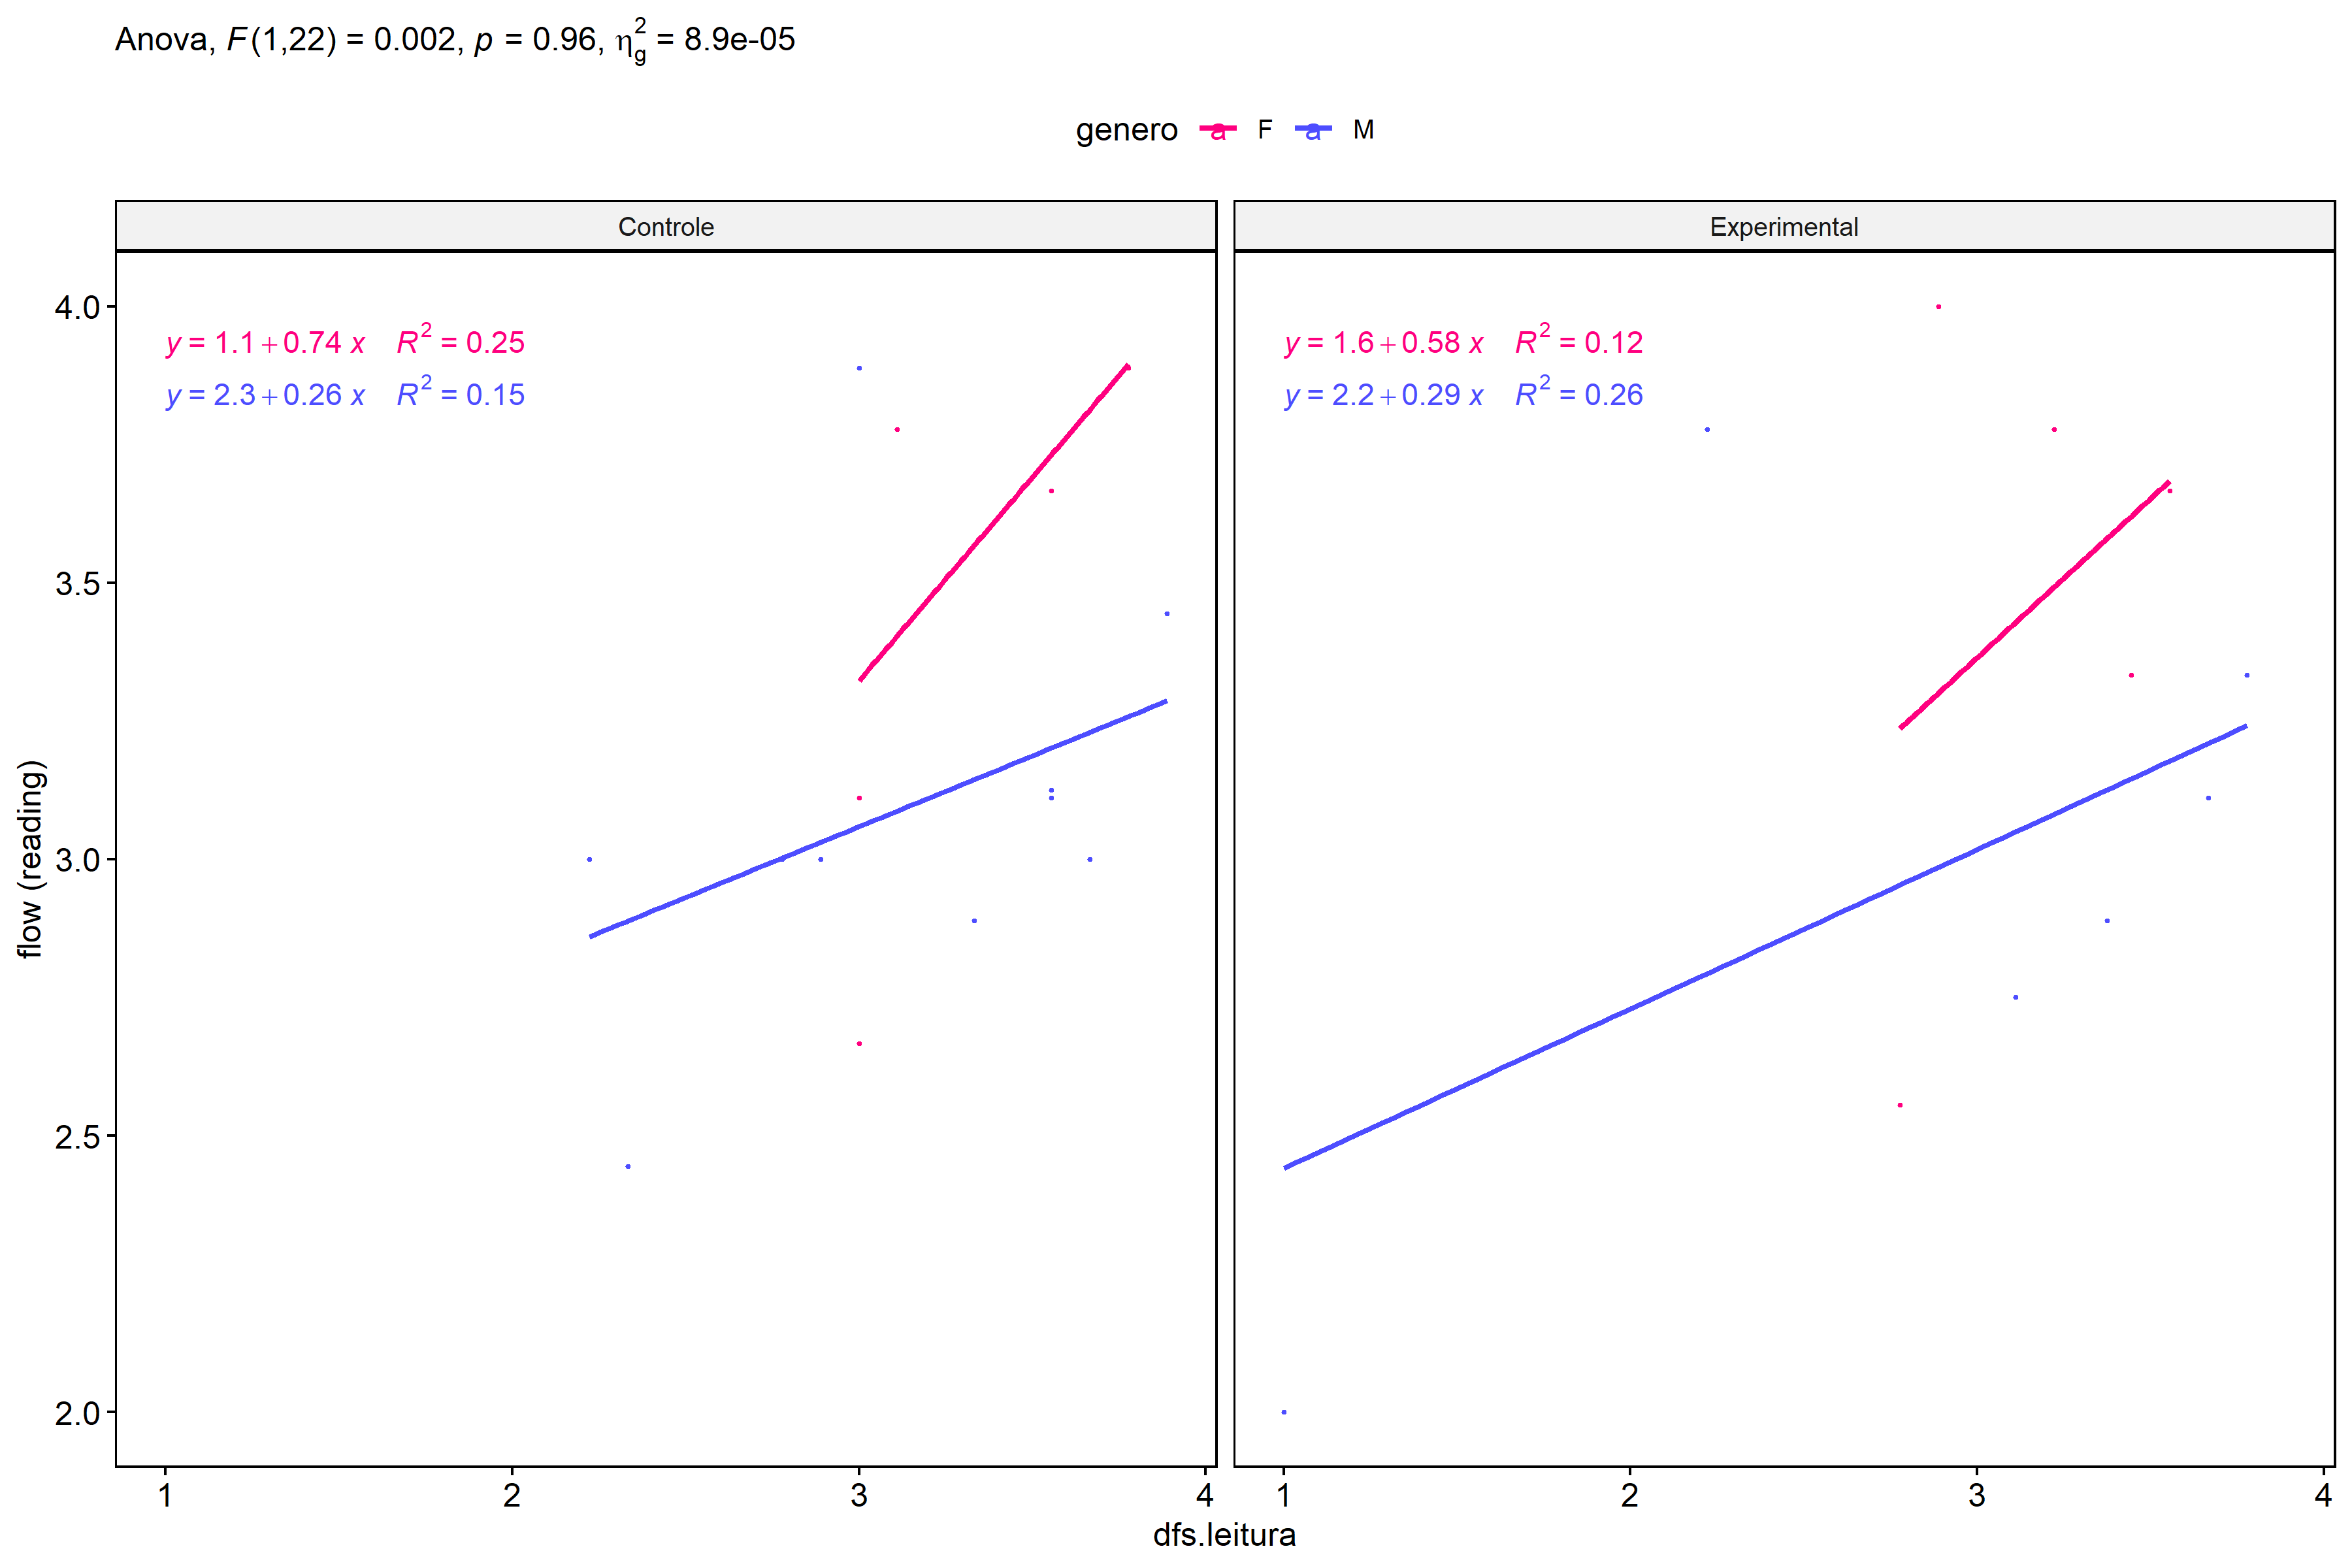 Anova, F(1,22) = 0.002, p = 0.96, η²g = 8.9e-05
genero a F a M
Controle
Experimental
y = 1.1 + 0.74 x R² = 0.25
y = 2.3 + 0.26 x R² = 0.15
y = 1.6 + 0.58 x R² = 0.12
y = 2.2 + 0.29 x R² = 0.26
flow (reading)
4.0
3.5
3.0
2.5
2.0
1 2 3 4
1 2 3 4
dfs.leitura